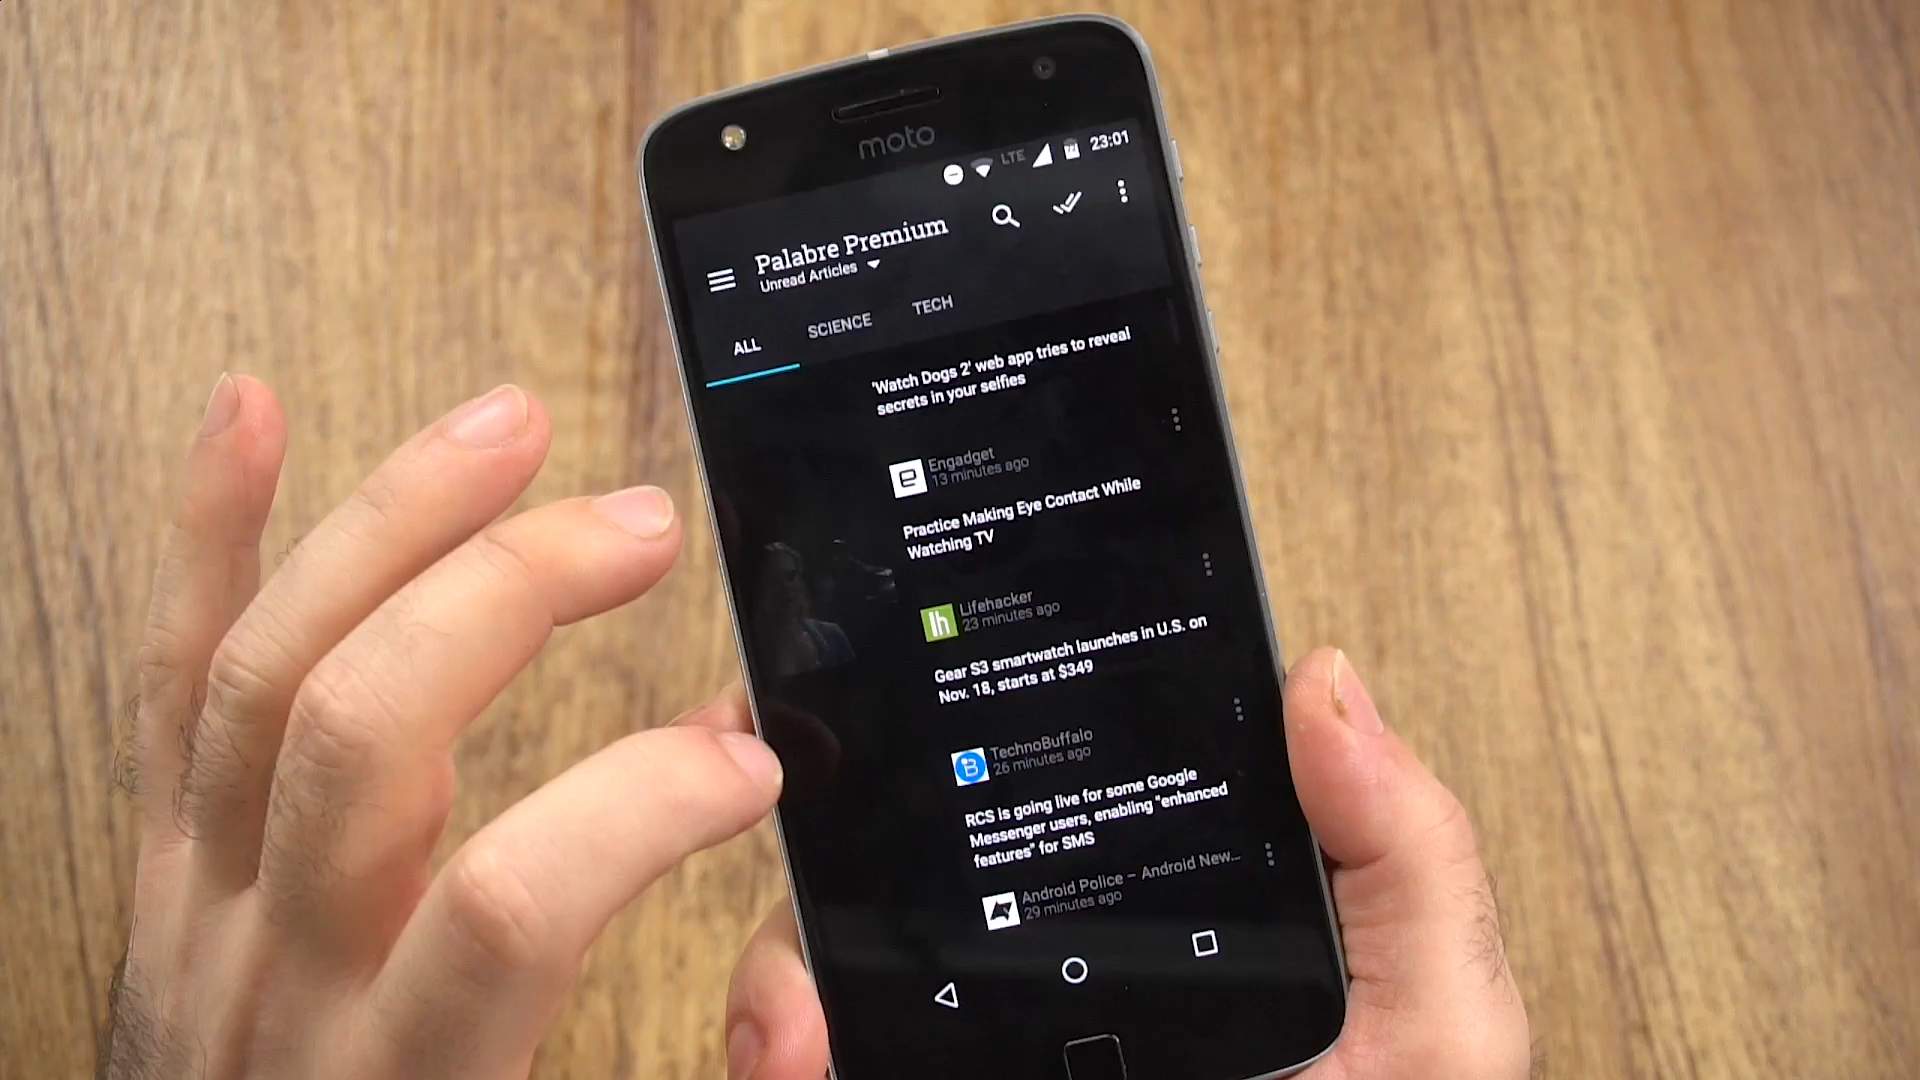 moto
LTE 23:01
Palabre Premium
Unread Articles
ALL SCIENCE TECH
'Watch Dogs 2' web app tries to reveal
secrets in your selfies
Engadget
13 minutes ago
Practice Making Eye Contact While
Watching TV
Lifehacker
23 minutes ago
Gear S3 smartwatch launches in U.S. on
Nov. 18, starts at $349
TechnoBuffalo
26 minutes ago
RCS is going live for some Google
Messenger users, enabling "enhanced
features" for SMS
Android Police – Android New...
29 minutes ago